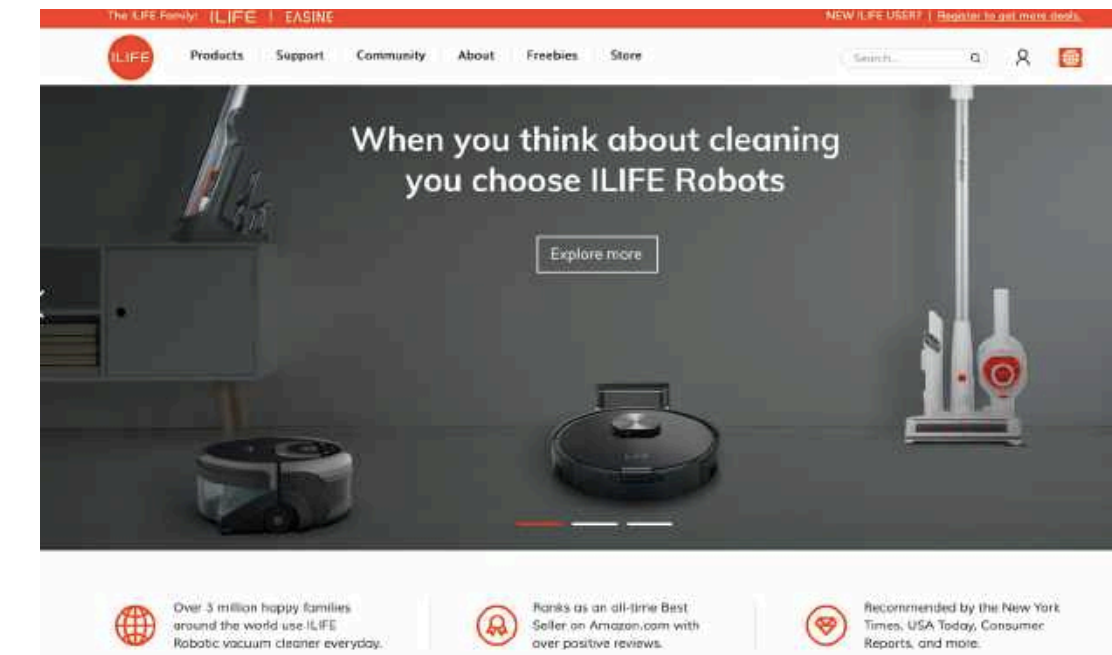 The ILIFE Family: ILIFE | EASINE
NEW ILIFE USER? | Register to get more deals.
ILIFE
Products Support Community About Freebies Store
Search...
When you think about cleaning
you choose ILIFE Robots
Explore more
ILIFE
Over 3 million happy families
around the world use ILIFE
Robotic vacuum cleaner everyday.
Ranks as an all-time Best
Seller on Amazon.com with
over positive reviews.
Recommended by the New York
Times, USA Today, Consumer
Reports, and more.